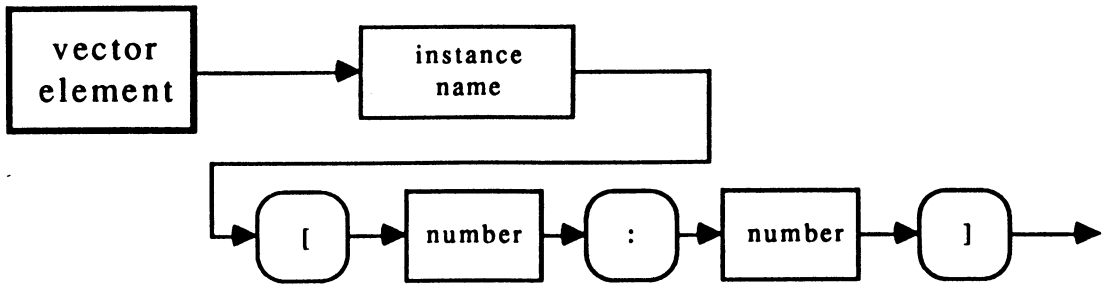 vector
element
instance
name
[ number : number ]